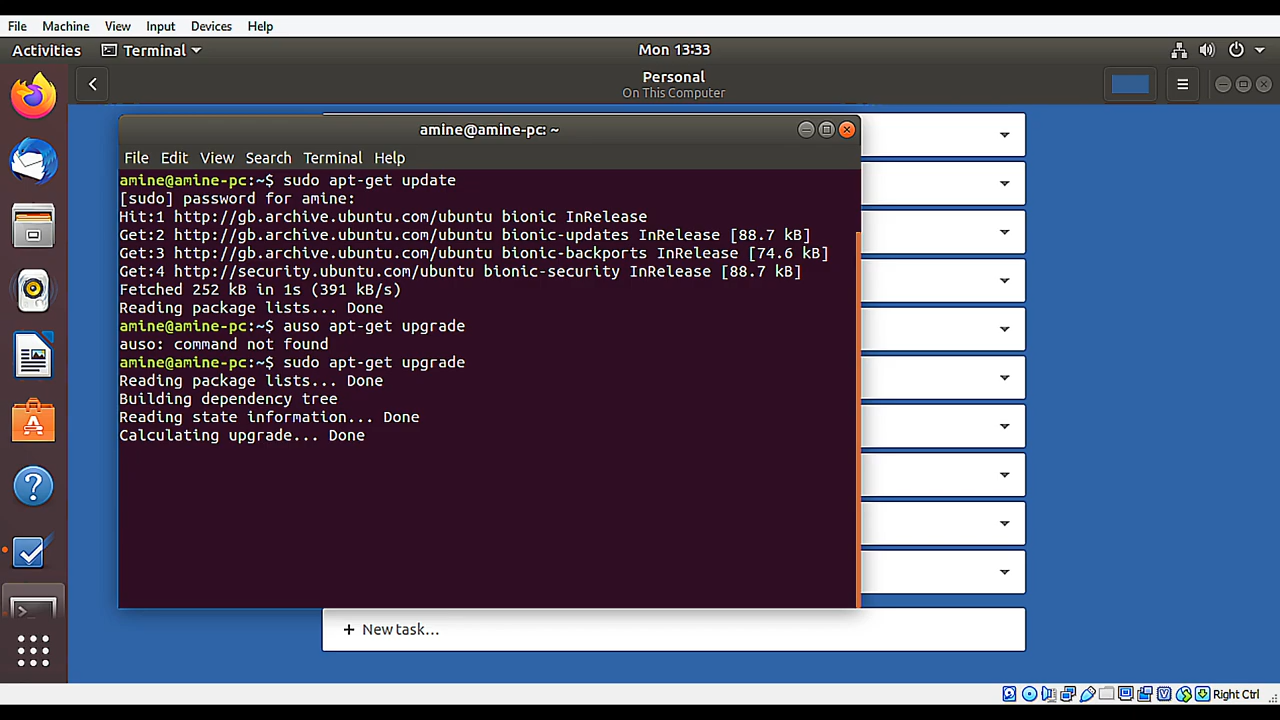 File Machine View Input Devices Help
Activities Terminal Mon 13:33
Personal
On This Computer
amine@amine-pc: ~
File Edit View Search Terminal Help
amine@amine-pc:~$ sudo apt-get update
[sudo] password for amine:
Hit:1 http://gb.archive.ubuntu.com/ubuntu bionic InRelease
Get:2 http://gb.archive.ubuntu.com/ubuntu bionic-updates InRelease [88.7 kB]
Get:3 http://gb.archive.ubuntu.com/ubuntu bionic-backports InRelease [74.6 kB]
Get:4 http://security.ubuntu.com/ubuntu bionic-security InRelease [88.7 kB]
Fetched 252 kB in 1s (391 kB/s)
Reading package lists... Done
amine@amine-pc:~$ auso apt-get upgrade
auso: command not found
amine@amine-pc:~$ sudo apt-get upgrade
Reading package lists... Done
Building dependency tree
Reading state information... Done
Calculating upgrade... Done
+ New task...
Right Ctrl